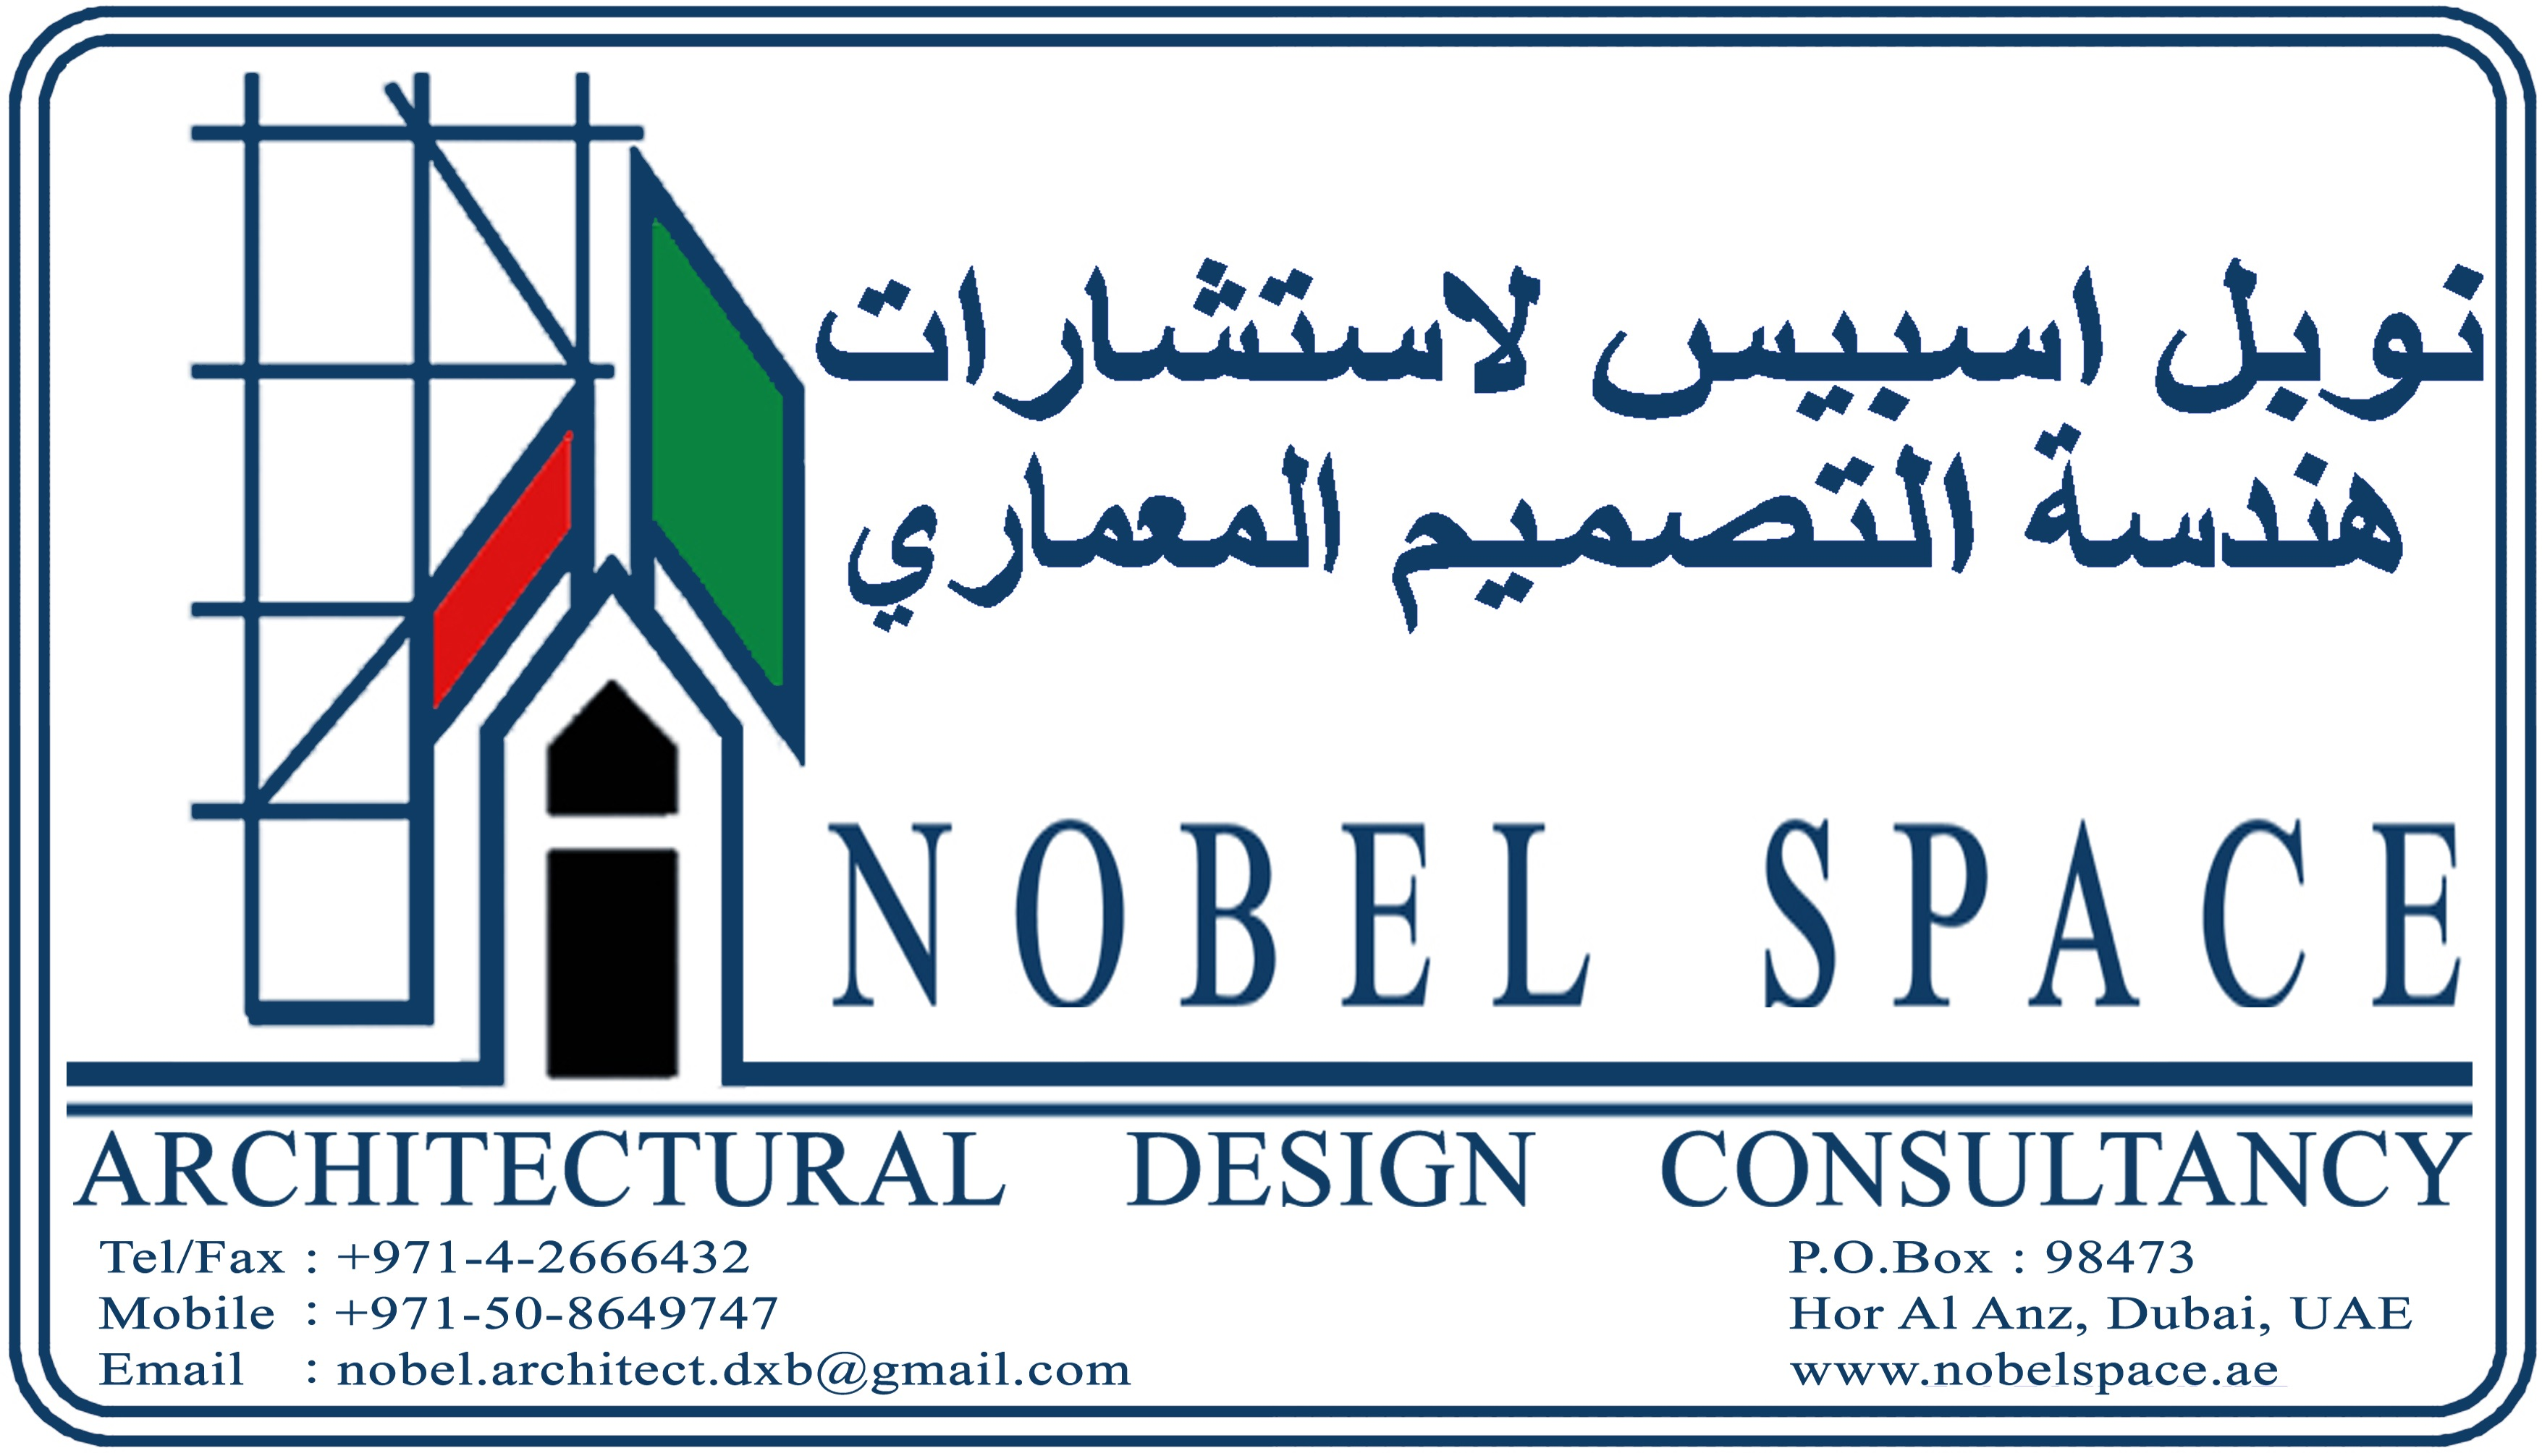 نوبل اسبيس لاستشارات
هندسة التصميم المعماري
NOBEL SPACE
ARCHITECTURAL DESIGN CONSULTANCY
Tel/Fax : +971-4-2666432
Mobile : +971-50-8649747
Email : nobel.architect.dxb@gmail.com
P.O.Box : 98473
Hor Al Anz, Dubai, UAE
www.nobelspace.ae